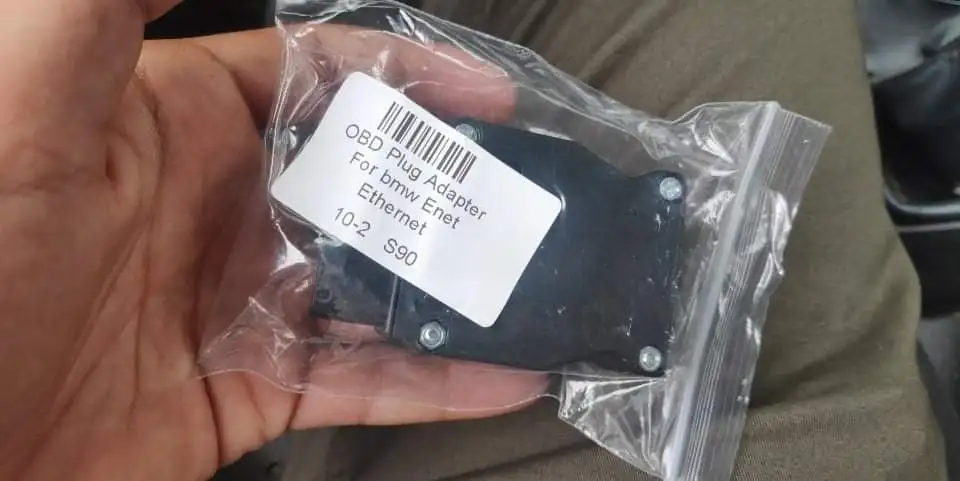 OBD Plug Adapter
For bmw Enet
Ethernet
10-2 S90